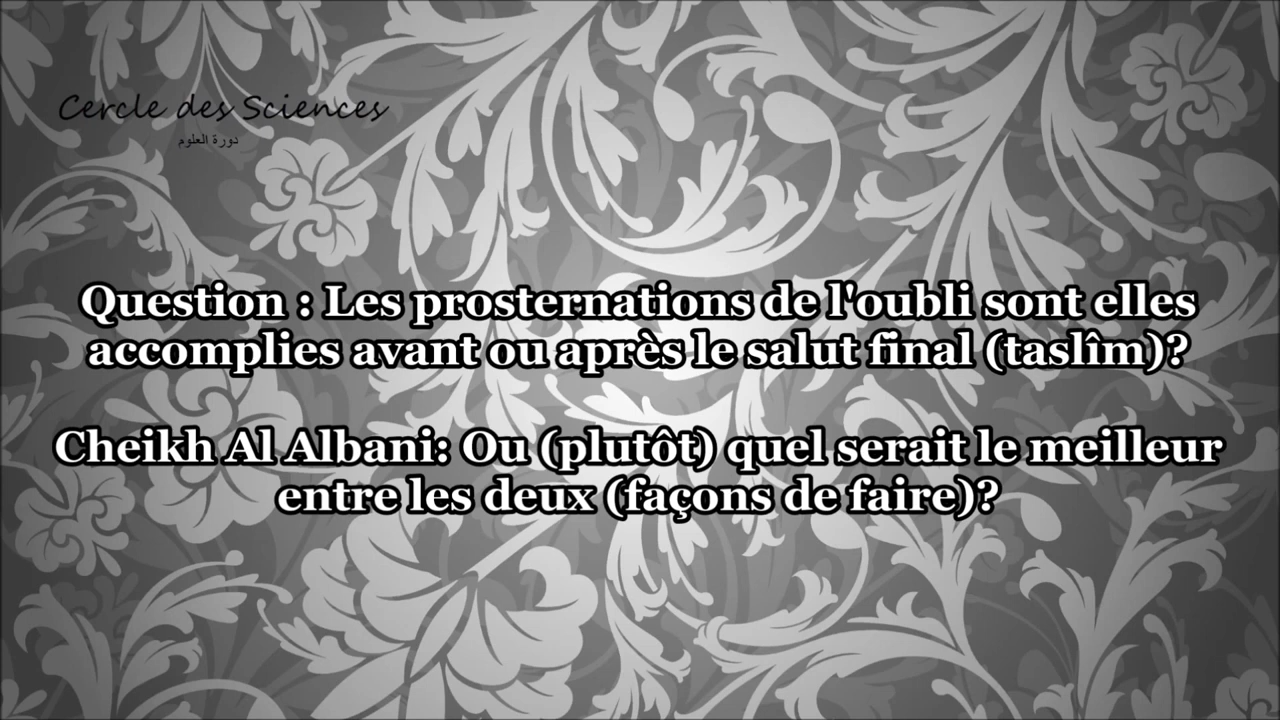 Cercle des Sciences
دورة العلوم
Question : Les prosternations de l'oubli sont elles
accomplies avant ou après le salut final (taslîm)?
Cheikh Al Albani: Ou (plutôt) quel serait le meilleur
entre les deux (façons de faire)?